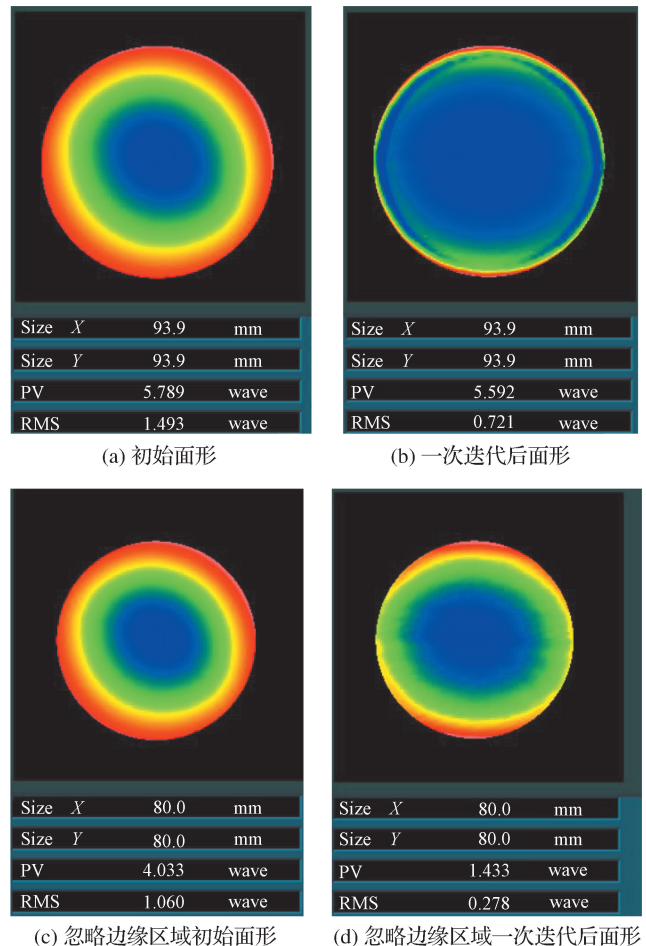 Size X 93.9 mm
Size Y 93.9 mm
PV 5.789 wave
RMS 1.493 wave
(a) 初始面形
Size X 93.9 mm
Size Y 93.9 mm
PV 5.592 wave
RMS 0.721 wave
(b) 一次迭代后面形
Size X 80.0 mm
Size Y 80.0 mm
PV 4.033 wave
RMS 1.060 wave
(c) 忽略边缘区域初始面形
Size X 80.0 mm
Size Y 80.0 mm
PV 1.433 wave
RMS 0.278 wave
(d) 忽略边缘区域一次迭代后面形